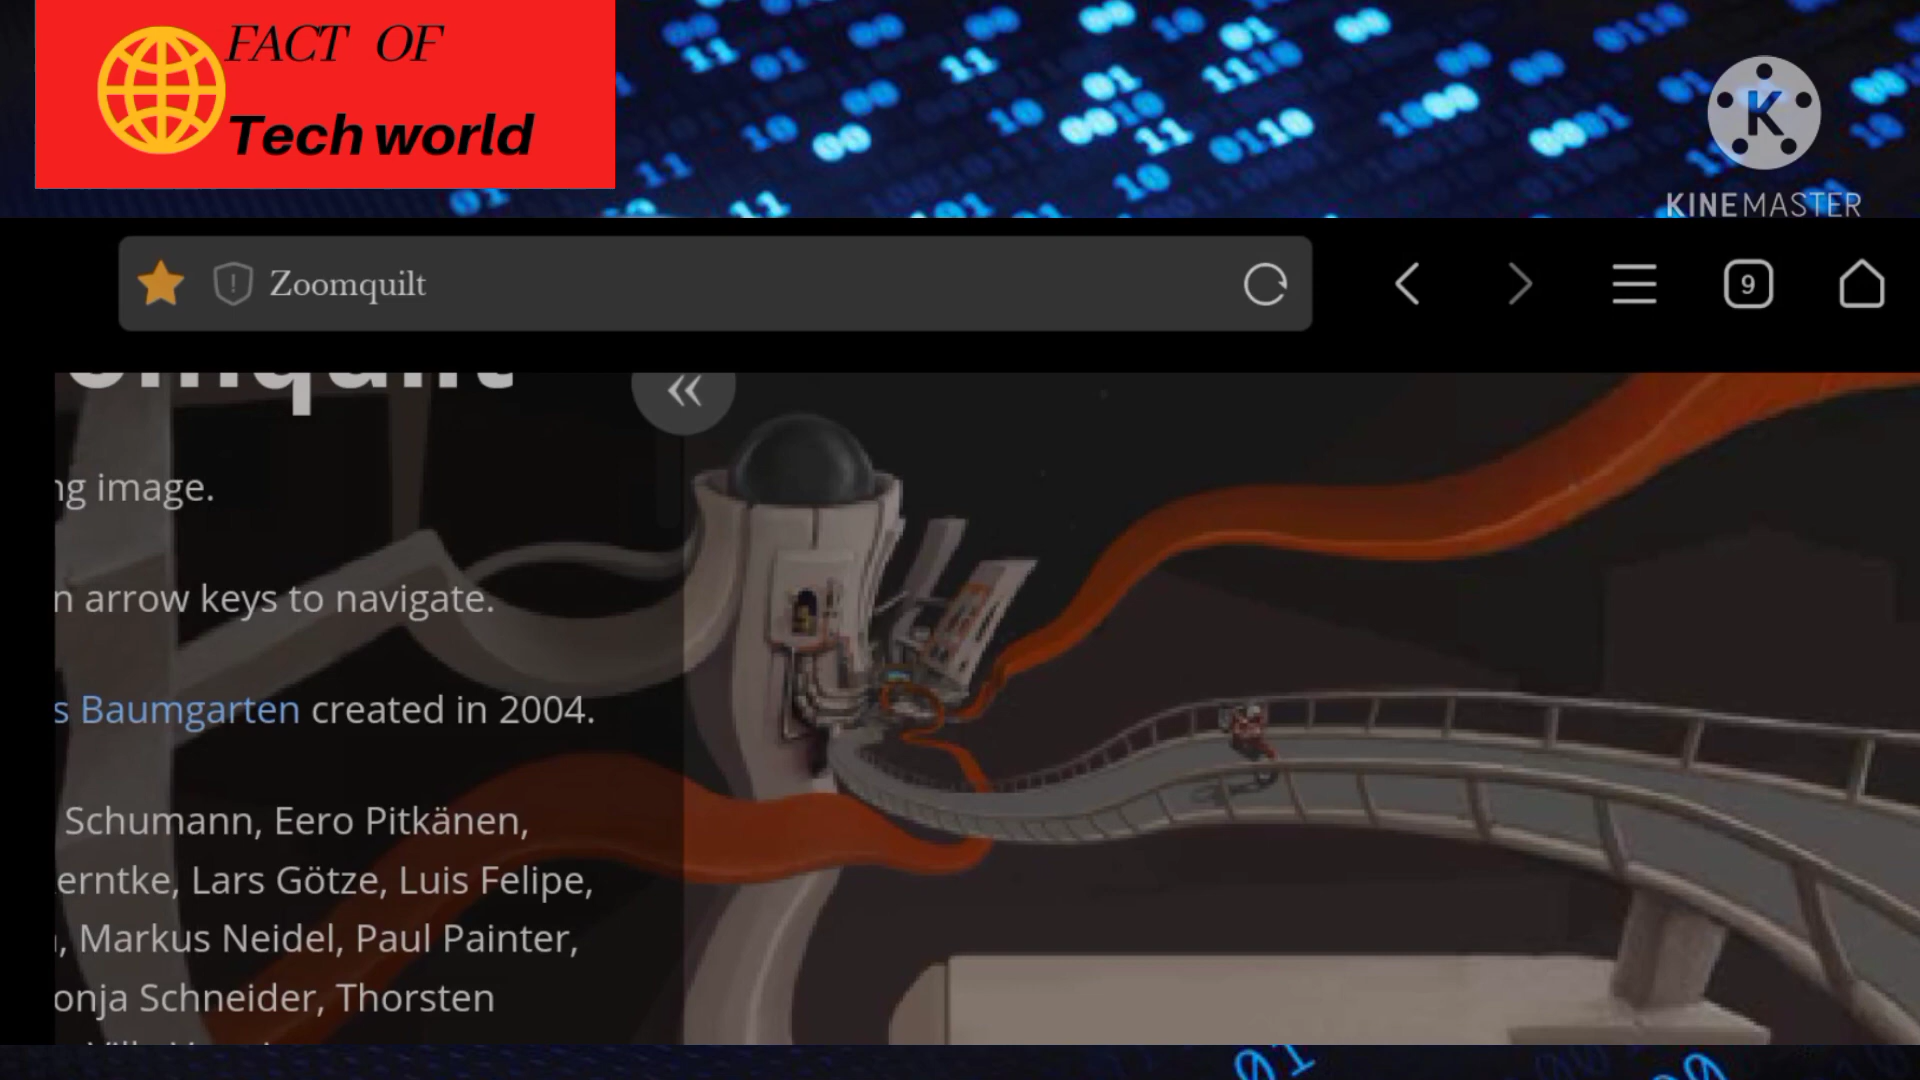 FACT OF
Tech world
K
KINEMASTER
Zoomquilt
9
ng image.
n arrow keys to navigate.
s Baumgarten created in 2004.
Schumann, Eero Pitkänen,
erntke, Lars Götze, Luis Felipe,
, Markus Neidel, Paul Painter,
onja Schneider, Thorsten